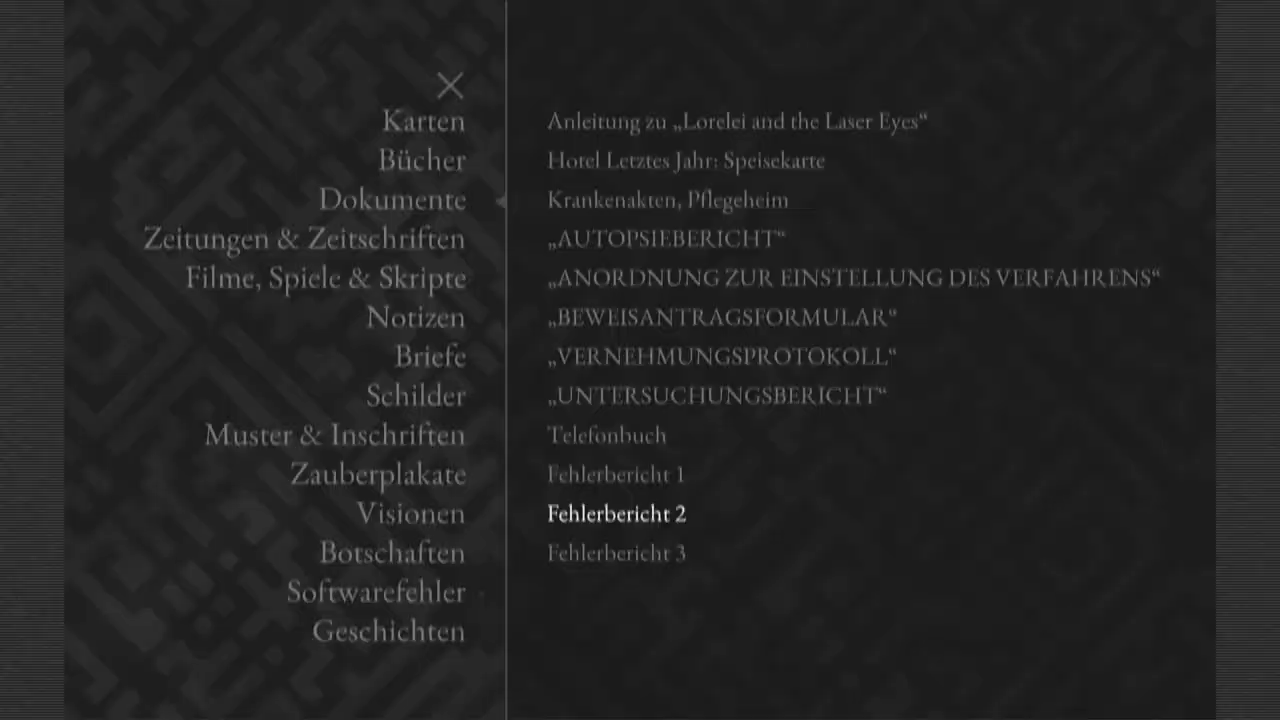 Karten
Bücher
Dokumente
Zeitungen & Zeitschriften
Filme, Spiele & Skripte
Notizen
Briefe
Schilder
Muster & Inschriften
Zauberplakate
Visionen
Botschaften
Softwarefehler
Geschichten
Anleitung zu „Lorelei and the Laser Eyes“
Hotel Letztes Jahr: Speisekarte
Krankenakten, Pflegeheim
„AUTOPSIEBERICHT“
„ANORDNUNG ZUR EINSTELLUNG DES VERFAHRENS“
„BEWEISANTRAGSFORMULAR“
„VERNEHMUNGSPROTOKOLL“
„UNTERSUCHUNGSBERICHT“
Telefonbuch
Fehlerbericht 1
Fehlerbericht 2
Fehlerbericht 3